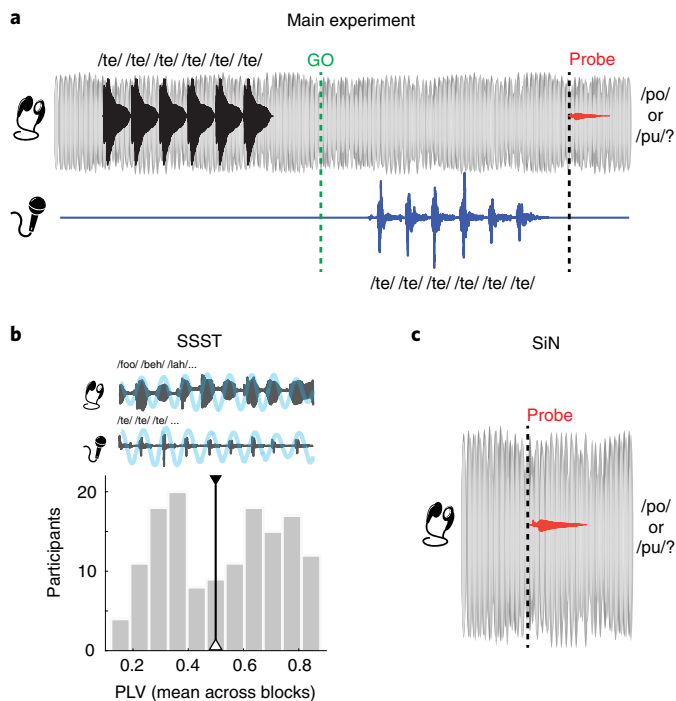 a
Main experiment
/te/ /te/ /te/ /te/ /te/ /te/
GO
Probe
/po/
or
/pu/?
/te/ /te/ /te/ /te/ /te/ /te/
b
SSST
/foo/ /beh/ /lah/...
/te/ /te/ /te/ ...
20
10
0
Participants
0.2 0.4 0.6 0.8
PLV (mean across blocks)
c
SiN
Probe
/po/
or
/pu/?